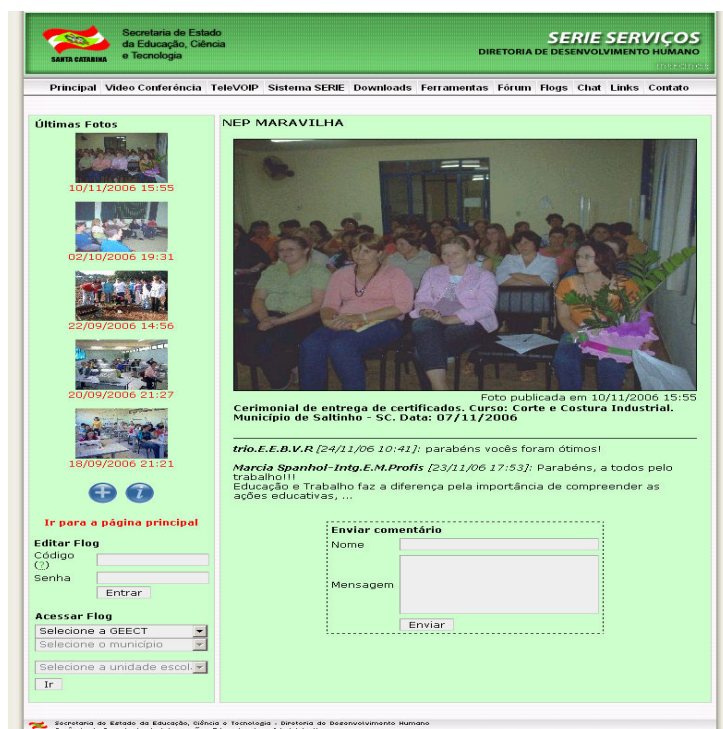 Secretaria de Estado
da Educação, Ciência
e Tecnologia
SANTA CATARINA
SERIE SERVIÇOS
DIRETORIA DE DESENVOLVIMENTO HUMANO
Principal Vídeo Conferência TeleVOIP Sistema SERIE Downloads Ferramentas Fórum Flogs Chat Links Contato
Últimas Fotos
10/11/2006 15:55
02/10/2006 19:31
22/09/2006 14:56
20/09/2006 21:27
18/09/2006 21:21
Ir para a página principal
Editar Flog
Código
(?)
Senha
Entrar
Acessar Flog
Selecione a GEECT
Selecione o município
Selecione a unidade escol.
Ir
NEP MARAVILHA
Foto publicada em 10/11/2006 15:55
Cerimonial de entrega de certificados. Curso: Corte e Costura Industrial.
Município de Saltinho - SC. Data: 07/11/2006
trio.E.E.B.V.R [24/11/06 10:41]: parabéns vocês foram ótimos!
Marcia Spanhol-Intg.E.M.Profis [23/11/06 17:53]: Parabéns, a todos pelo
trabalho!!!
Educação e Trabalho faz a diferença pela importância de compreender as
ações educativas, ...
Enviar comentário
Nome
Mensagem
Enviar
Secretaria de Estado da Educação, Ciência e Tecnologia - Diretoria de Desenvolvimento Humano